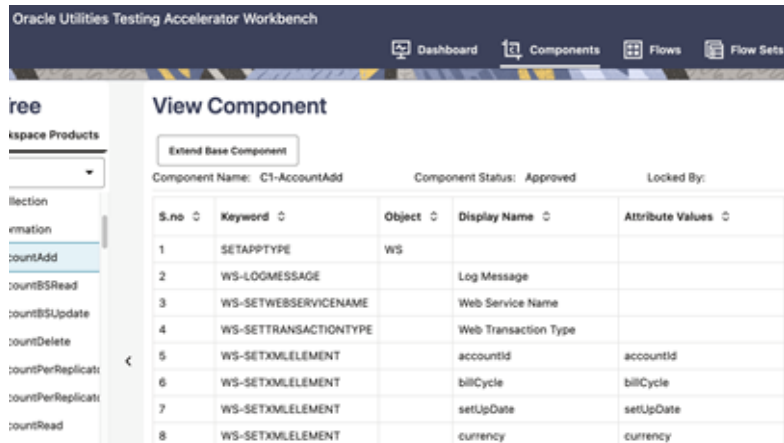 Oracle Utilities Testing Accelerator Workbench
Dashboard Components Flows Flow Sets
ree
kspace Products
llection
rmation
countAdd
countBSRead
countBSUpdate
countDelete
countPerReplicat
countPerReplicat
countRead
View Component
Extend Base Component
Component Name: C1-AccountAdd Component Status: Approved Locked By:
S.no Keyword Object Display Name Attribute Values
1 SETAPPTYPE WS
2 WS-LOGMESSAGE Log Message
3 WS-SETWEBSERVICENAME Web Service Name
4 WS-SETTRANSACTIONTYPE Web Transaction Type
5 WS-SETXMLELEMENT accountId accountId
6 WS-SETXMLELEMENT billCycle billCycle
7 WS-SETXMLELEMENT setUpDate setUpDate
8 WS-SETXMLELEMENT currency currency